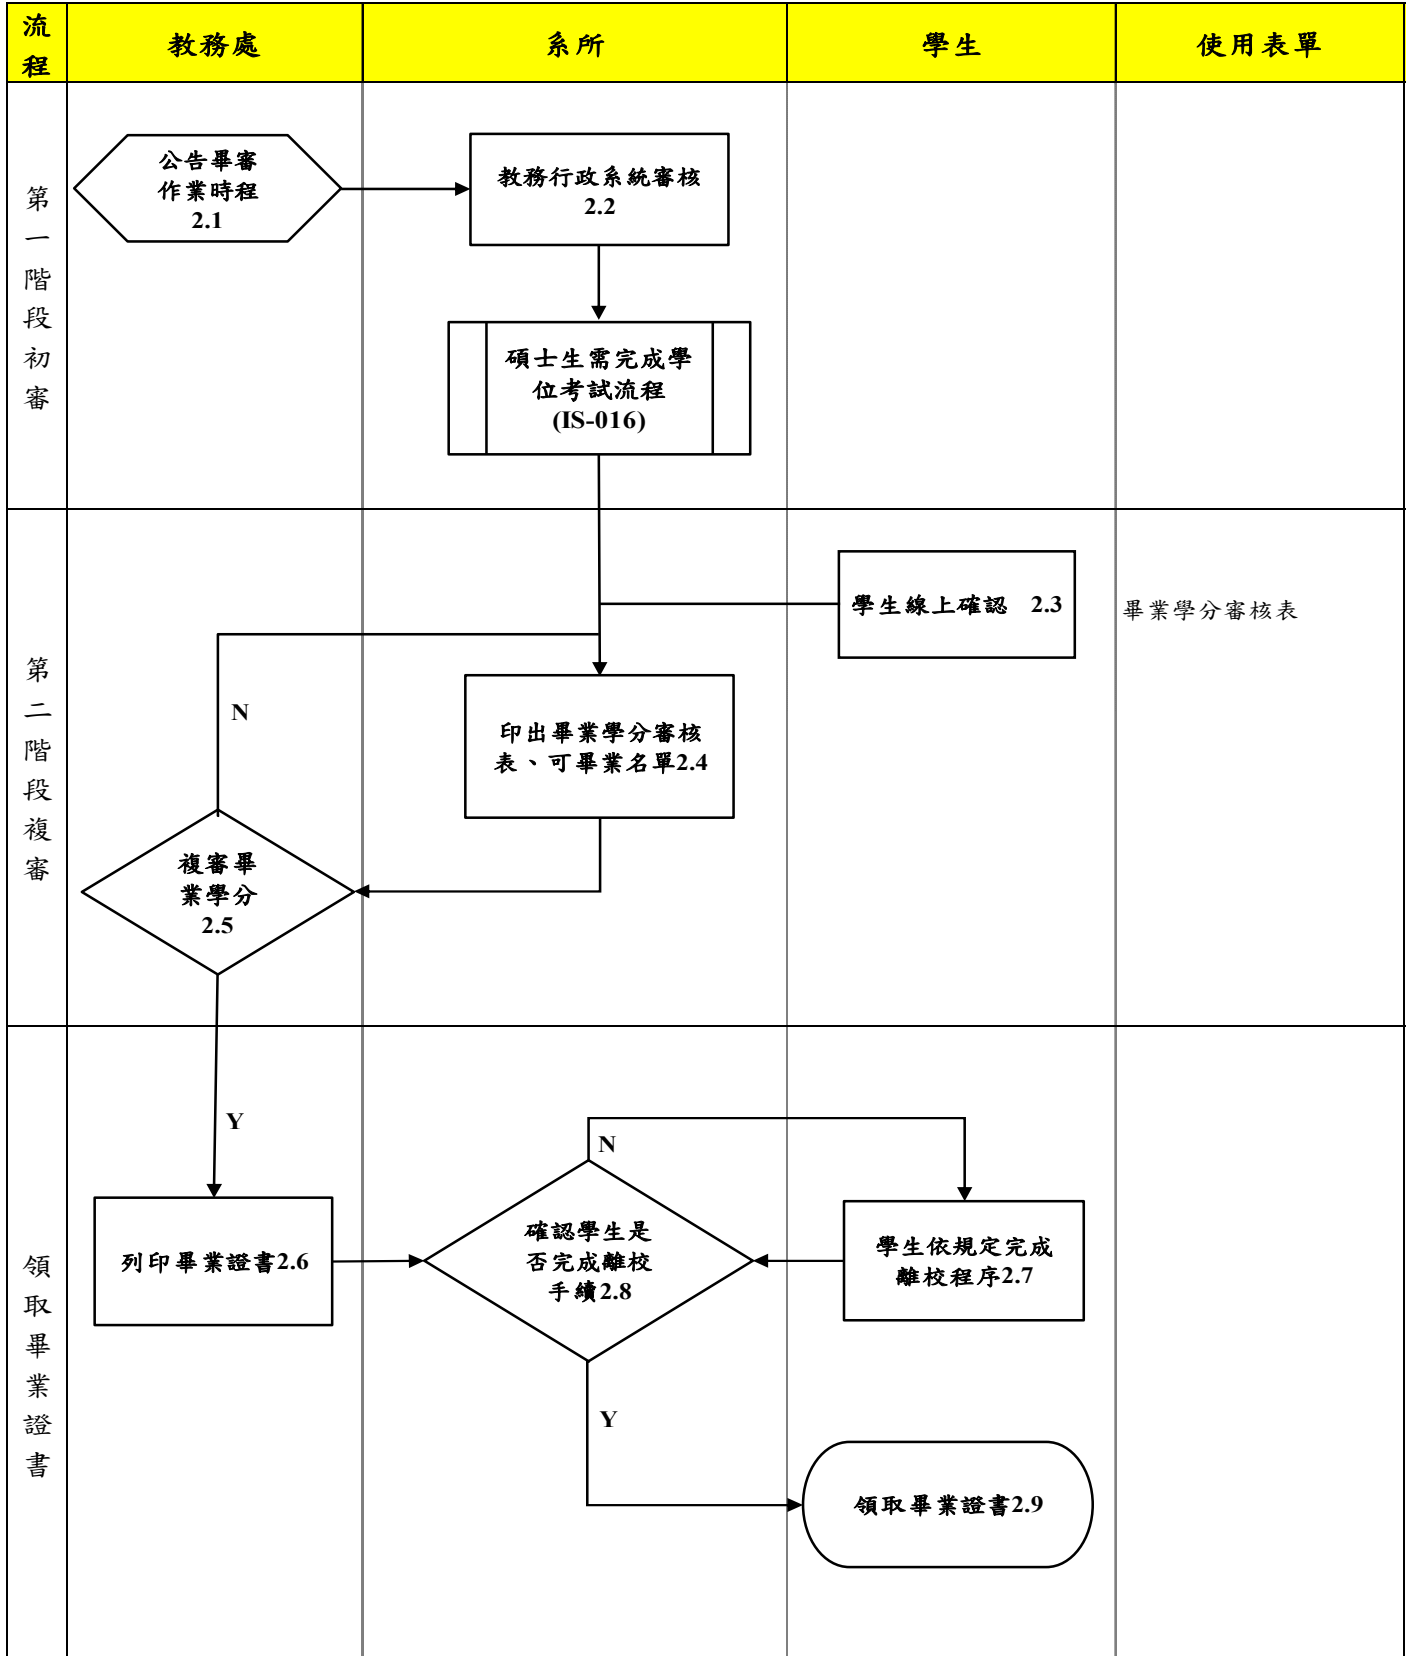 流程
教務處
系所
學生
使用表單
第一階段初審
公告畢審
作業時程
2.1
教務行政系統審核
2.2
碩士生需完成學
位考試流程
(IS-016)
第二階段複審
學生線上確認 2.3
畢業學分審核表
N
印出畢業學分審核
表、可畢業名單2.4
複審畢
業學分
2.5
領取畢業證書
Y
N
列印畢業證書2.6
確認學生是
否完成離校
手續2.8
學生依規定完成
離校程序2.7
Y
領取畢業證書2.9